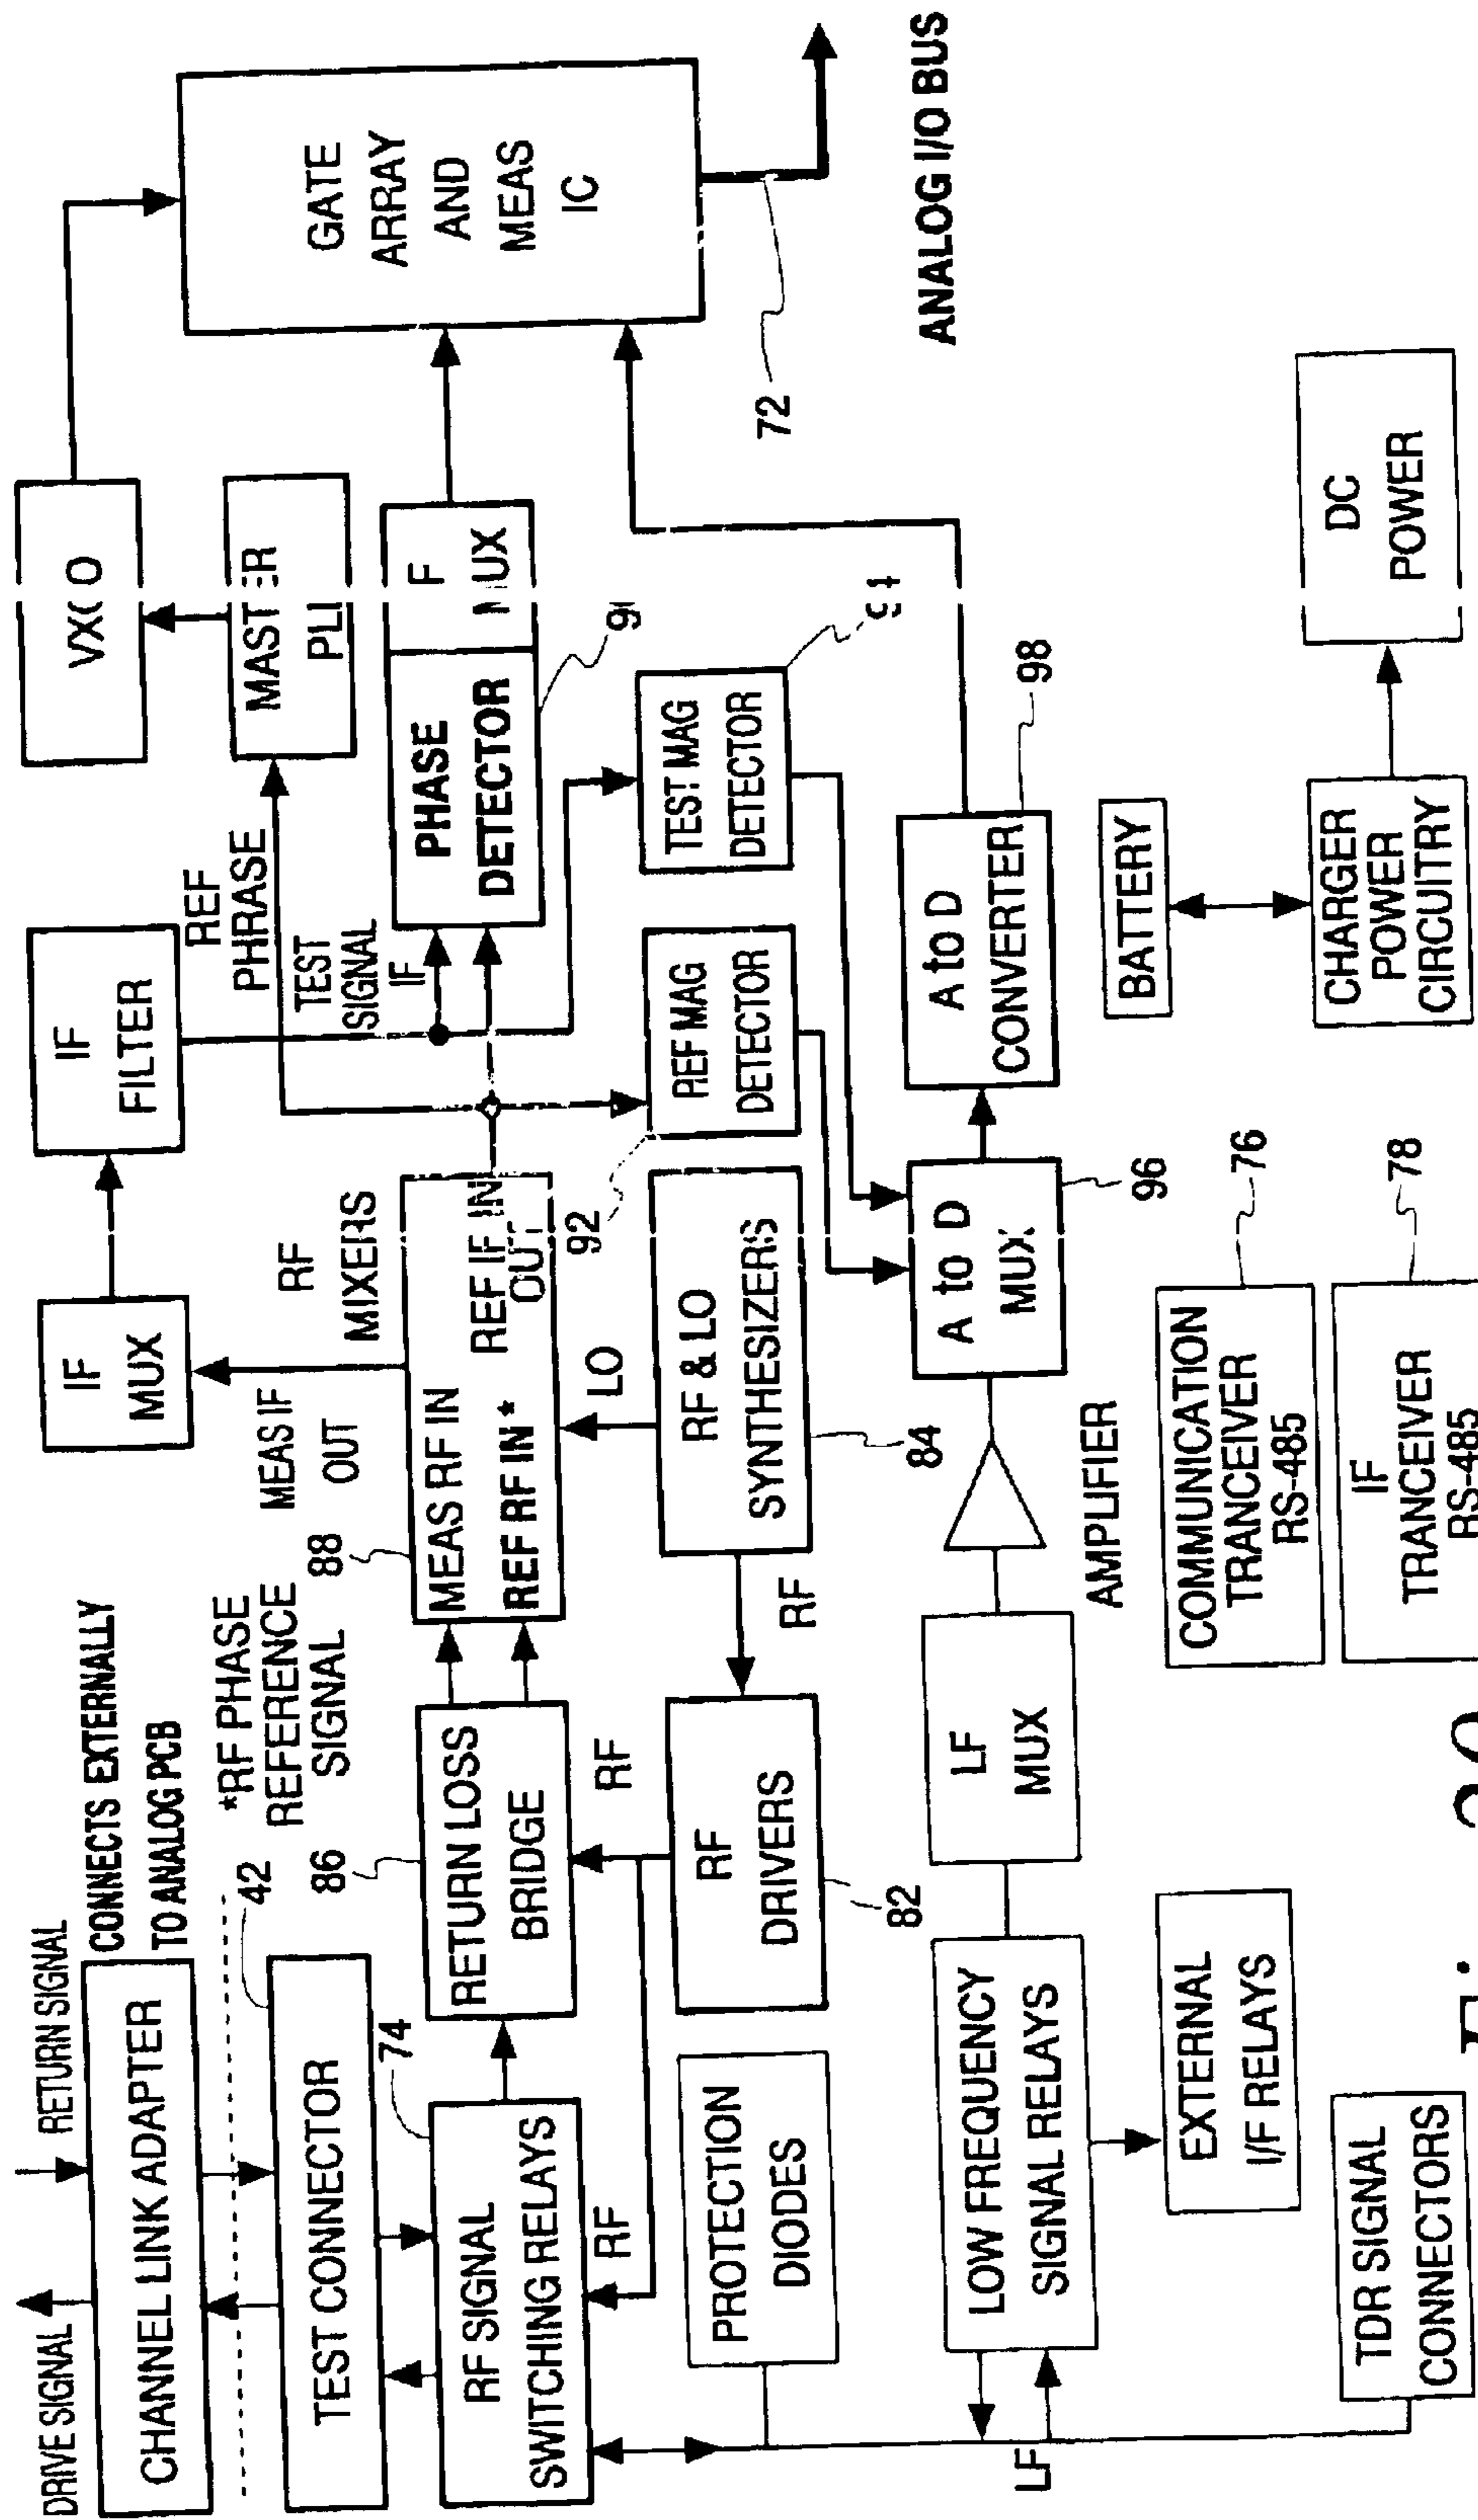 DRIVE SIGNAL
RETURN SIGNAL
CHANNEL LINK ADAPTER
CONNECTS EXTERNALLY
TO ANALOG PCB
42
TEST CONNECTOR
74
RF SIGNAL
SWITCHING RELAYS
RF
PROTECTION
DIODES
LF
LOW FREQUENCY
SIGNAL RELAYS
EXTERNAL
I/F RELAYS
TDR SIGNAL
CONNECTORS
*RF PHASE
REFERENCE
SIGNAL
86
RETURN LOSS
BRIDGE
RF
RF
DRIVERS
82
RF
LF
MUX
AMPLIFIER
88
MEAS RF IN
REF RF IN *
REF IF IN
MEAS IF
OUT
RF
MIXERS
LO
RF & LO
SYNTHESIZERS
84
IF
MUX
IF
FILTER
REF
PHRASE
TEST
SIGNAL
IF
92
REF MAG
DETECTOR
TEST MAG
DETECTOR
PHASE
DETECTOR
A to D
MUX
96
A to D
CONVERTER
98
COMMUNICATION
TRANCEIVER
RS-485
76
IF
TRANCEIVER
RS-485
78
BATTERY
CHARGER
POWER
CIRCUITRY
DC
POWER
GATE
ARRAY
AND
MEAS
IC
72
ANALOG I/O BUS